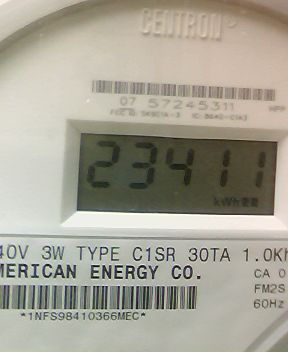 CENTRON
07 57245311
23411
kWh
40V 3W TYPE C1SR 30TA 1.0Kh
MERICAN ENERGY CO.
CA 0
FM2S
60Hz
*1NFS98410366MEC*